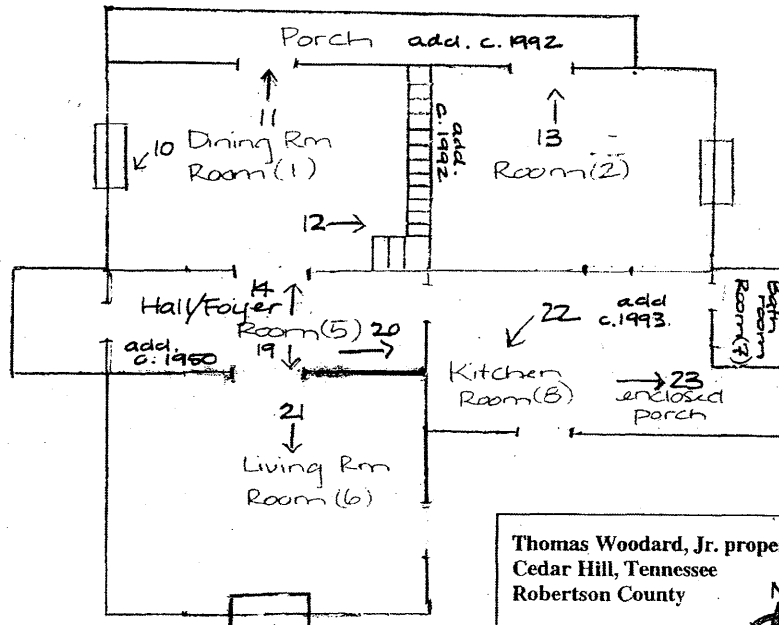 Porch add. c. 1992
11
10 Dining Rm
Room (1)
add.
c. 1992
13
Room (2)
12
14
Hall/Foyer
Room (5) 20
19
add.
c. 1950
22 add
c. 1993.
Bath
room
Room (7)
Kitchen
Room (8)
23
enclosed
porch
21
Living Rm
Room (6)
Thomas Woodard, Jr. prope
Cedar Hill, Tennessee
Robertson County
N